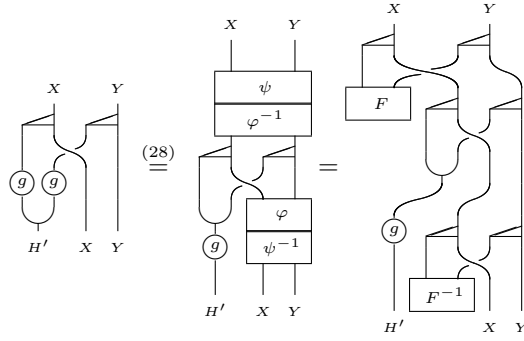 X Y
X Y
X Y
ψ
φ⁻¹
F
(28)
= =
g g
φ
g
g
ψ⁻¹
F⁻¹
H′ X Y
H′ X Y
H′ X Y